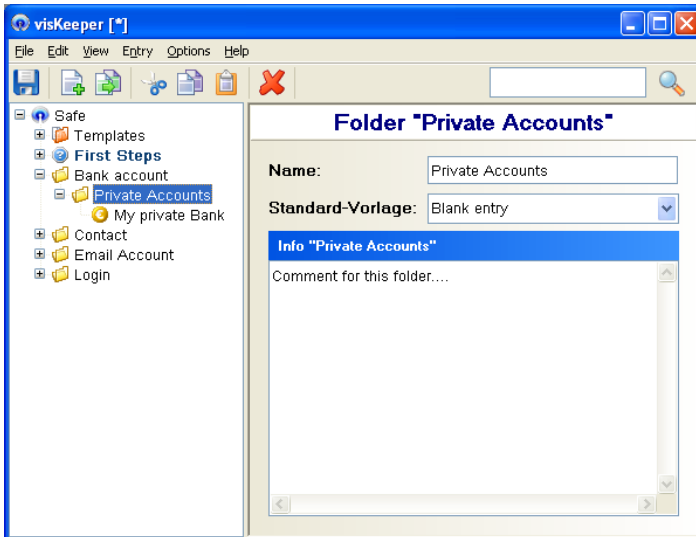 visKeeper [*]
File Edit View Entry Options Help
Safe
Templates
First Steps
Bank account
Private Accounts
My private Bank
Contact
Email Account
Login
Folder "Private Accounts"
Name: Private Accounts
Standard-Vorlage: Blank entry
Info "Private Accounts"
Comment for this folder....